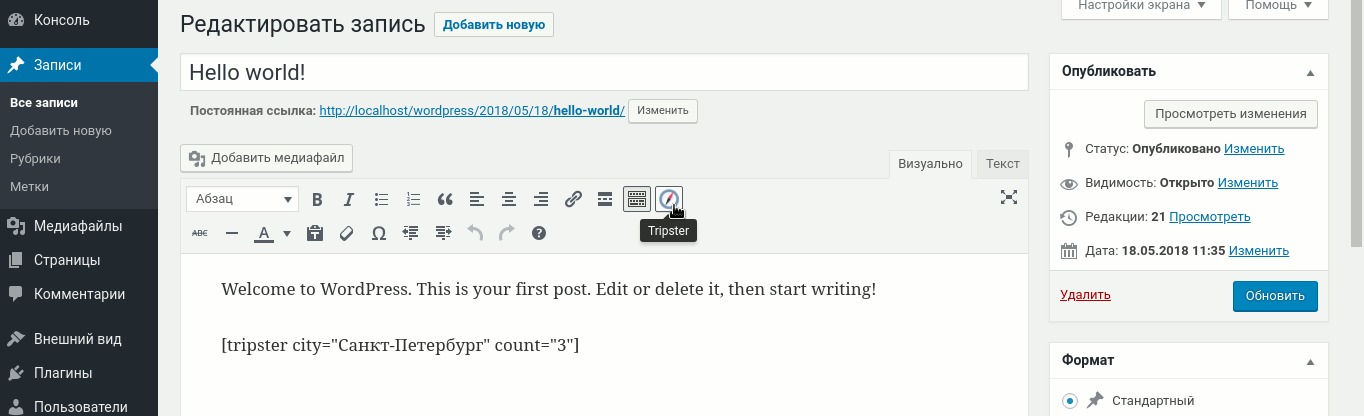 Консоль
Записи
Все записи
Добавить новую
Рубрики
Метки
Медиафайлы
Страницы
Комментарии
Внешний вид
Плагины
Пользователи
Настройки экрана
Помощь
Редактировать запись
Добавить новую
Hello world!
Постоянная ссылка: http://localhost/wordpress/2018/05/18/hello-world/ Изменить
Добавить медиафайл
Визуально
Текст
Абзац
B I
ABC
A
Tripster
Welcome to WordPress. This is your first post. Edit or delete it, then start writing!
[tripster city="Санкт-Петербург" count="3"]
Опубликовать
Просмотреть изменения
Статус: Опубликовано Изменить
Видимость: Открыто Изменить
Редакции: 21 Просмотреть
Дата: 18.05.2018 11:35 Изменить
Удалить
Обновить
Формат
Стандартный